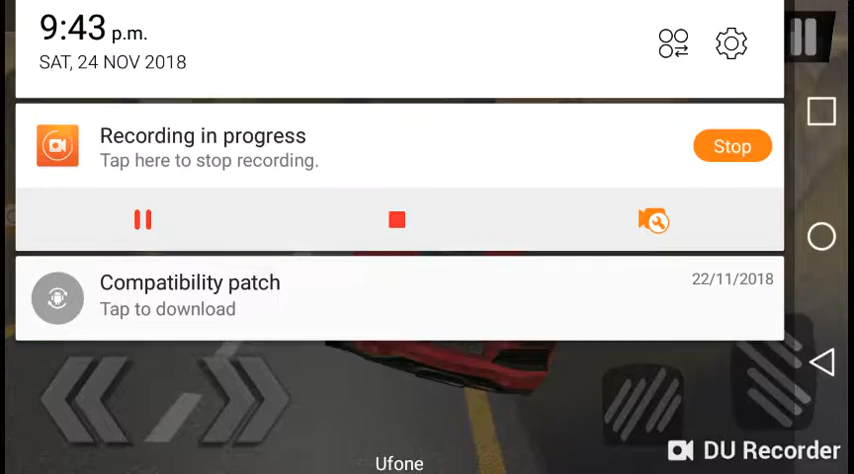 9:43 p.m.
SAT, 24 NOV 2018
Recording in progress
Tap here to stop recording.
Stop
Compatibility patch
22/11/2018
Tap to download
DU Recorder
Ufone